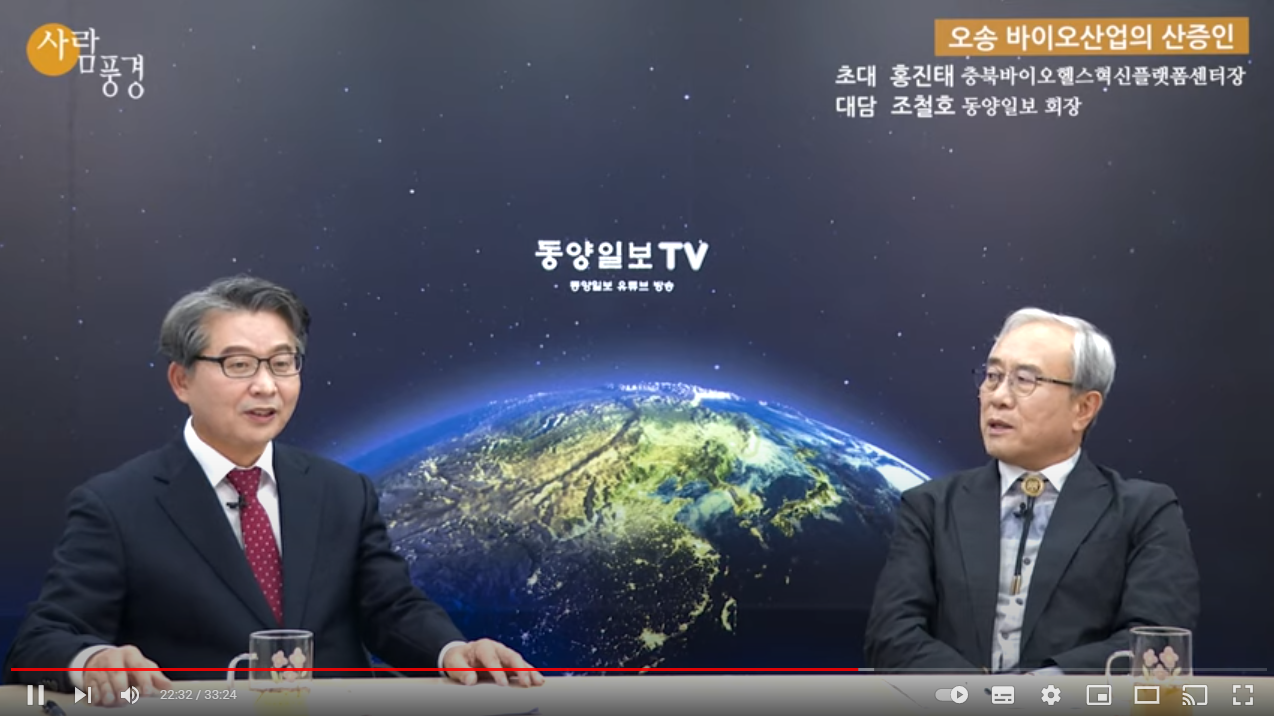 사람
풍경
오송 바이오산업의 산증인
초대 홍진태 충북바이오헬스혁신플랫폼센터장
대담 조철호 동양일보 회장
동양일보TV
동양일보 유튜브 방송
22:32 / 33:24